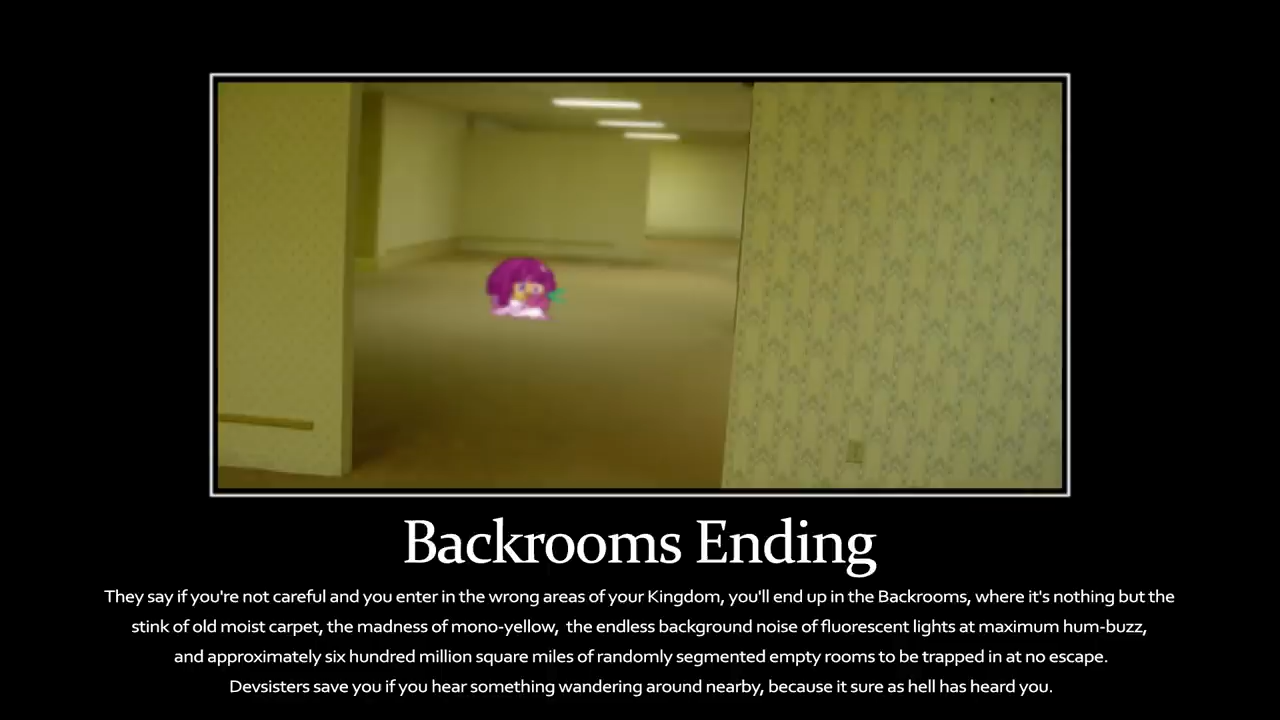 Backrooms Ending
They say if you're not careful and you enter in the wrong areas of your Kingdom, you'll end up in the Backrooms, where it's nothing but the
stink of old moist carpet, the madness of mono-yellow, the endless background noise of fluorescent lights at maximum hum-buzz,
and approximately six hundred million square miles of randomly segmented empty rooms to be trapped in at no escape.
Devsisters save you if you hear something wandering around nearby, because it sure as hell has heard you.